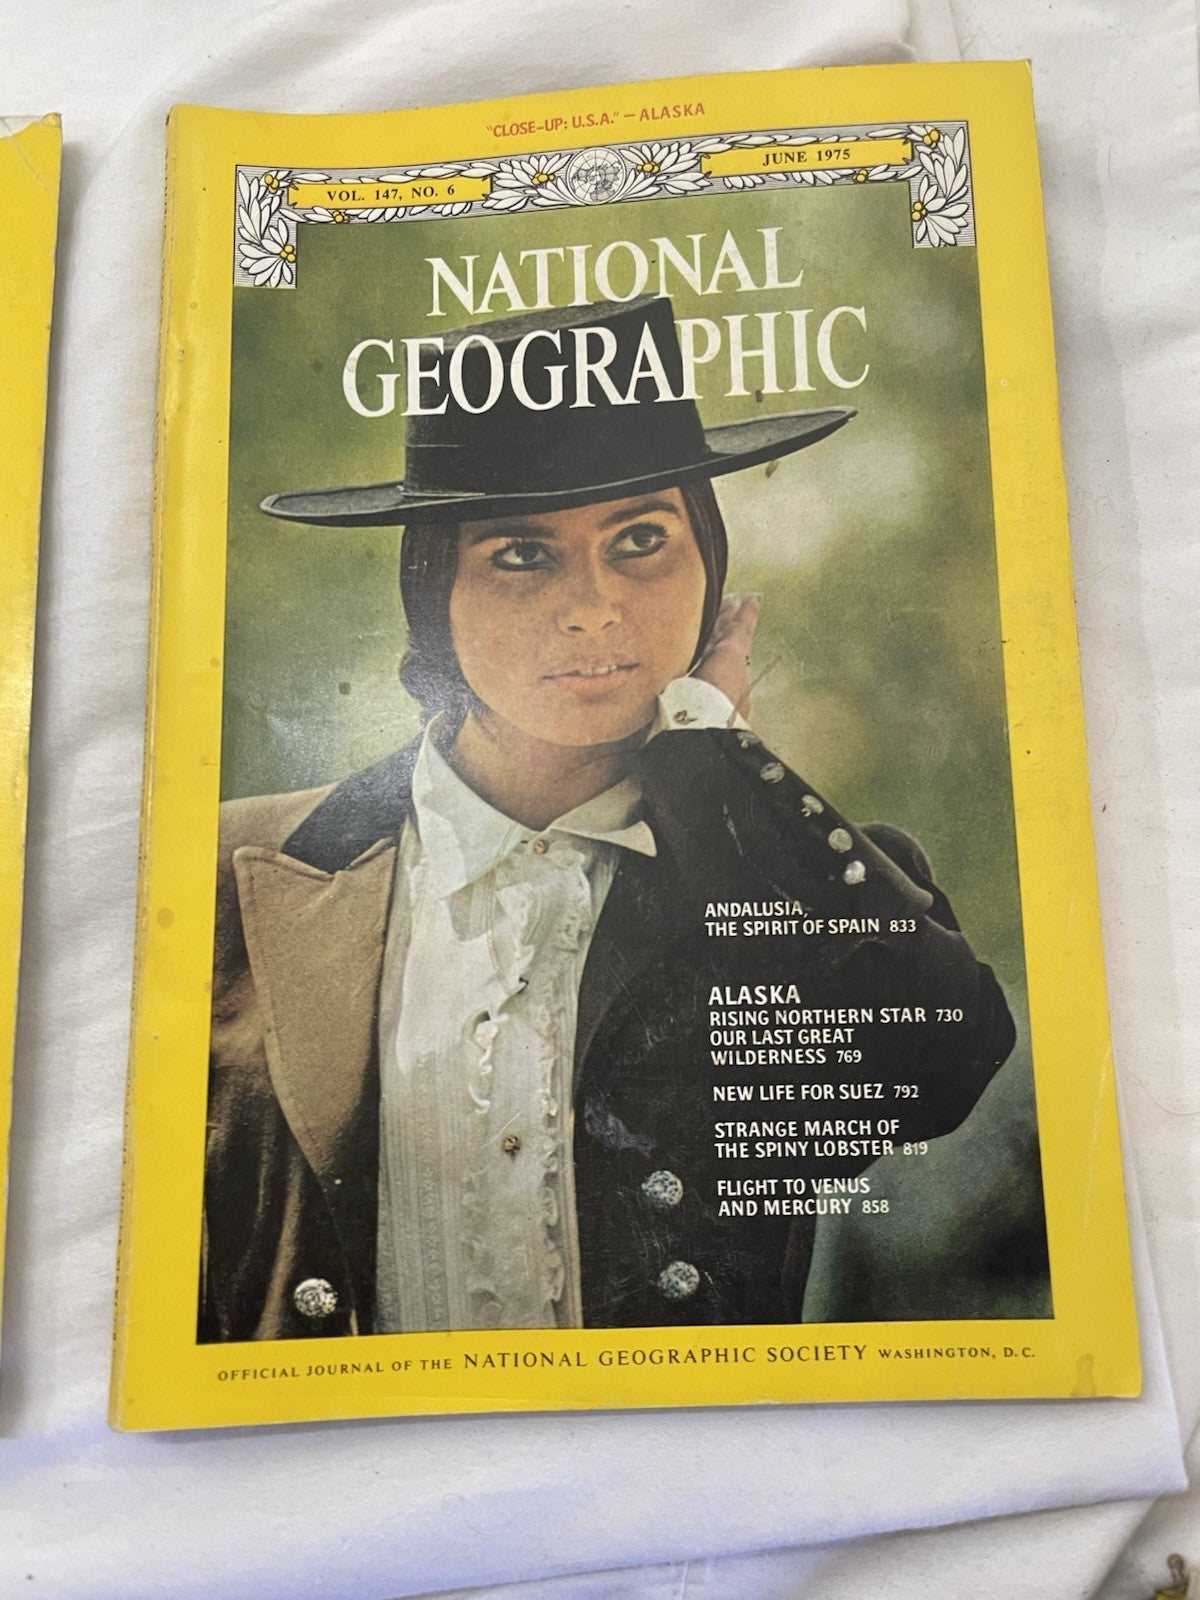 "CLOSE-UP: U.S.A." — ALASKA
VOL. 147, NO. 6
JUNE 1975
NATIONAL
GEOGRAPHIC
ANDALUSIA,
THE SPIRIT OF SPAIN 833
ALASKA
RISING NORTHERN STAR 730
OUR LAST GREAT
WILDERNESS 769
NEW LIFE FOR SUEZ 792
STRANGE MARCH OF
THE SPINY LOBSTER 819
FLIGHT TO VENUS
AND MERCURY 858
OFFICIAL JOURNAL OF THE NATIONAL GEOGRAPHIC SOCIETY WASHINGTON, D.C.